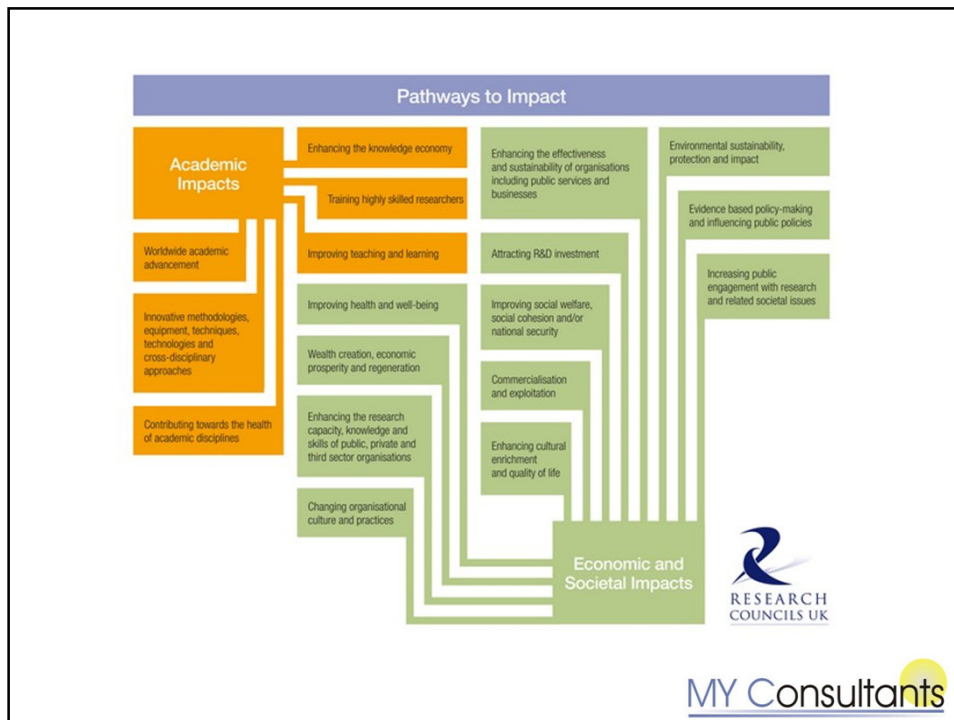 Pathways to Impact
Academic
Impacts
Enhancing the knowledge economy
Training highly skilled researchers
Improving teaching and learning
Worldwide academic
advancement
Innovative methodologies,
equipment, techniques,
technologies and
cross-disciplinary
approaches
Contributing towards the health
of academic disciplines
Improving health and well-being
Wealth creation, economic
prosperity and regeneration
Enhancing the research
capacity, knowledge and
skills of public, private and
third sector organisations
Changing organisational
culture and practices
Enhancing the effectiveness
and sustainability of organisations
including public services and
businesses
Attracting R&D investment
Improving social welfare,
social cohesion and/or
national security
Commercialisation
and exploitation
Enhancing cultural
enrichment
and quality of life
Environmental sustainability,
protection and impact
Evidence based policy-making
and influencing public policies
Increasing public
engagement with research
and related societal issues
Economic and
Societal Impacts
RESEARCH
COUNCILS UK
MY Consultants